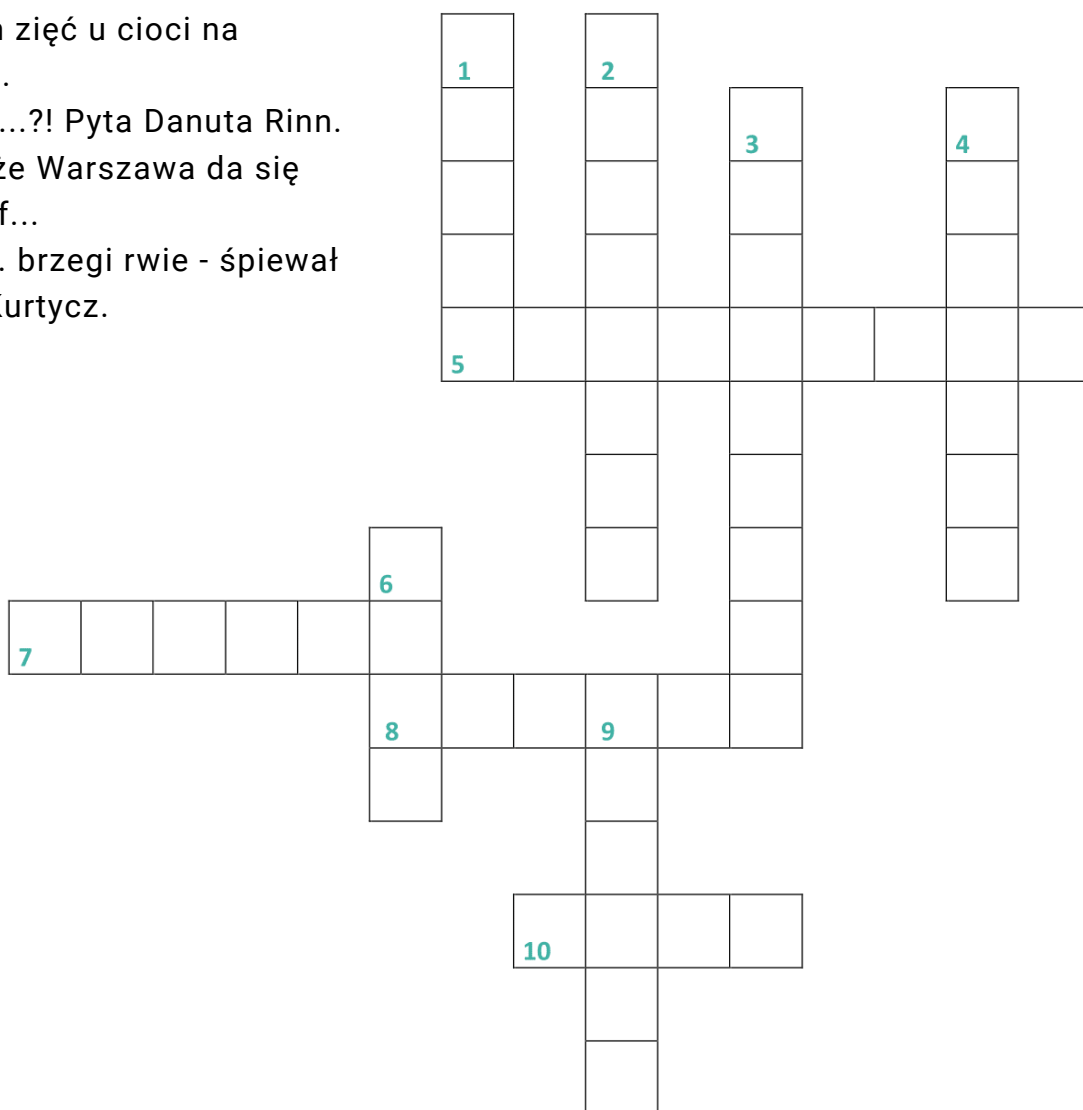 zięć u cioci na
.
...?! Pyta Danuta Rinn.
że Warszawa da się
f...
. brzegi rwie - śpiewał
Kurtycz.
1
2
3
4
5
6
7
8
9
10